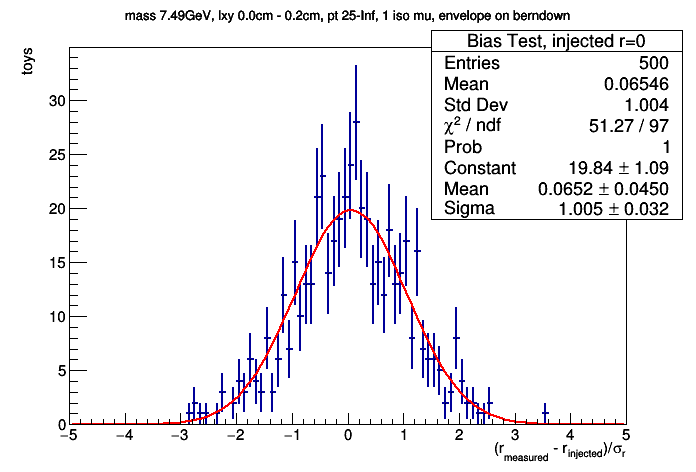 mass 7.49GeV, lxy 0.0cm - 0.2cm, pt 25-Inf, 1 iso mu, envelope on berndown
Bias Test, injected r=0
Entries 500
Mean 0.06546
Std Dev 1.004
χ² / ndf 51.27 / 97
Prob 1
Constant 19.84 ± 1.09
Mean 0.0652 ± 0.0450
Sigma 1.005 ± 0.032
toys
30
25
20
15
10
5
0
−5 −4 −3 −2 −1 0 1 2 3 4 5
(r_measured - r_injected)/σ_r